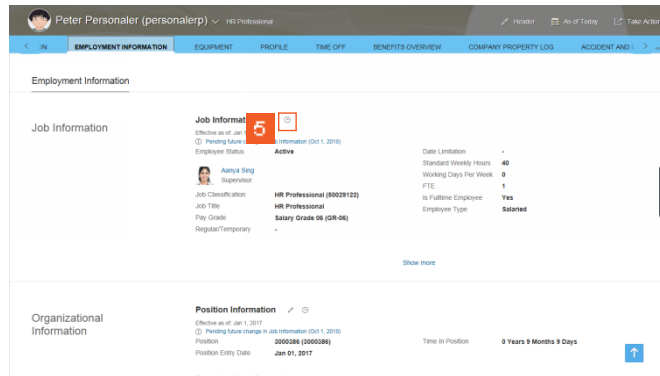 Peter Personaler (personalerp) HR Professional Header As of Today Take Action
ON EMPLOYMENT INFORMATION EQUIPMENT PROFILE TIME OFF BENEFITS OVERVIEW COMPANY PROPERTY LOG ACCIDENT AND I
Employment Information
Job Information
Job Informat
5
Effective as of: Jan 1
Pending future chang ob Information (Oct 1, 2018)
Employee Status Active
Aanya Sing
Supervisor
Job Classification HR Professional (50029122)
Job Title HR Professional
Pay Grade Salary Grade 06 (GR-06)
Regular/Temporary -
Date Limitation -
Standard Weekly Hours 40
Working Days Per Week 0
FTE 1
Is Fulltime Employee Yes
Employee Type Salaried
Show more
Organizational
Information
Position Information
Effective as of: Jan 1, 2017
Pending future change in Job Information (Oct 1, 2018)
Position 3000386 (3000386)
Position Entry Date Jan 01, 2017
Time In Position 0 Years 9 Months 9 Days